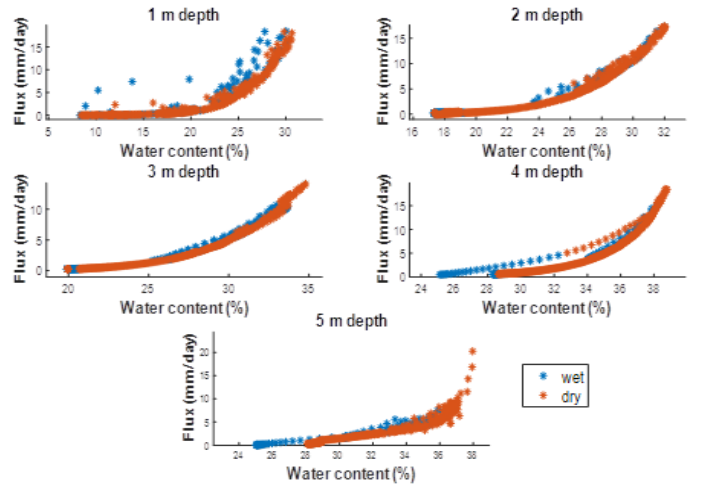 1 m depth
Flux (mm/day)
15
10
5
0
5 10 15 20 25 30
Water content (%)
2 m depth
Flux (mm/day)
15
10
5
0
16 18 20 22 24 26 28 30 32
Water content (%)
3 m depth
Flux (mm/day)
10
5
0
20 25 30 35
Water content (%)
4 m depth
Flux (mm/day)
20
15
10
5
0
24 26 28 30 32 34 36 38
Water content (%)
5 m depth
Flux (mm/day)
20
15
10
5
0
24 26 28 30 32 34 36 38
Water content (%)
wet
dry